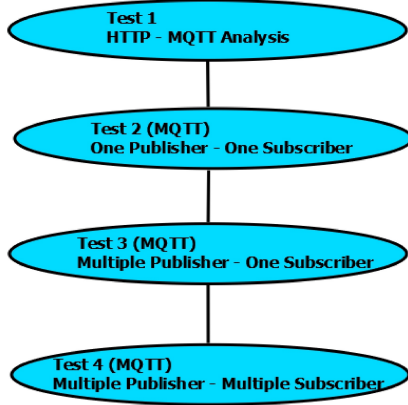 Test 1
HTTP - MQTT Analysis
Test 2 (MQTT)
One Publisher - One Subscriber
Test 3 (MQTT)
Multiple Publisher - One Subscriber
Test 4 (MQTT)
Multiple Publisher - Multiple Subscriber